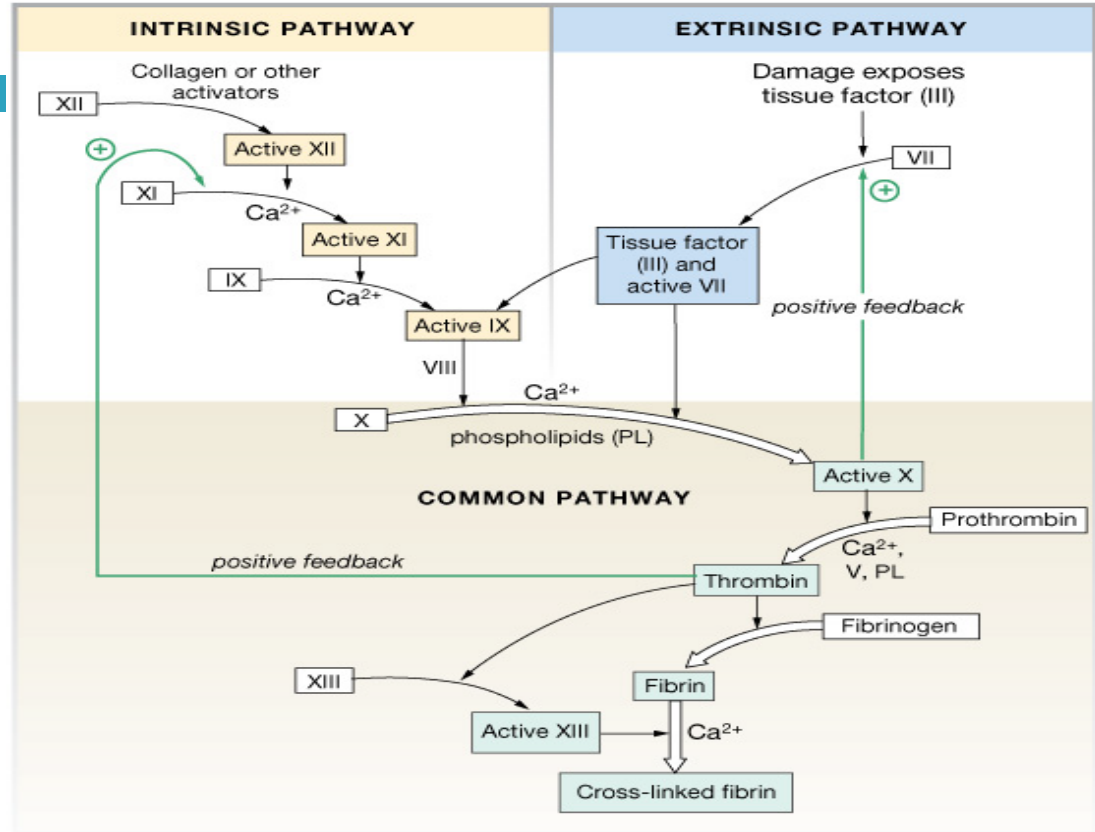 INTRINSIC PATHWAY
EXTRINSIC PATHWAY
Collagen or other
activators
XII
Active XII
+
XI
Ca²⁺
Active XI
IX
Ca²⁺
Active IX
VIII
Damage exposes
tissue factor (III)
VII
+
Tissue factor
(III) and
active VII
positive feedback
Ca²⁺
X
phospholipids (PL)
Active X
COMMON PATHWAY
Prothrombin
Ca²⁺,
V, PL
positive feedback
Thrombin
Fibrinogen
XIII
Fibrin
Active XIII
Ca²⁺
Cross-linked fibrin